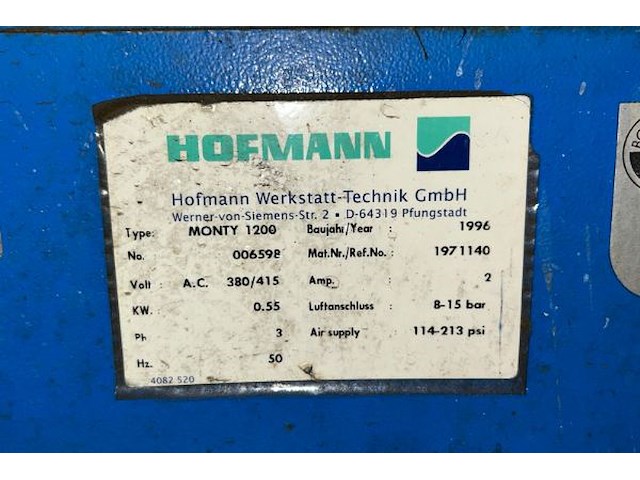 HOFMANN
Hofmann Werkstatt-Technik GmbH
Werner-von-Siemens-Str. 2 ▪ D-64319 Pfungstadt
Type: MONTY 1200 Baujahr/Year : 1996
No. 006598 Mat.Nr./Ref.No. : 1971140
Volt : A.C. 380/415 Amp. : 2
KW. : 0.55 Luftanschluss : 8-15 bar
Ph 3 Air supply : 114-213 psi
Hz. 50
4082 520